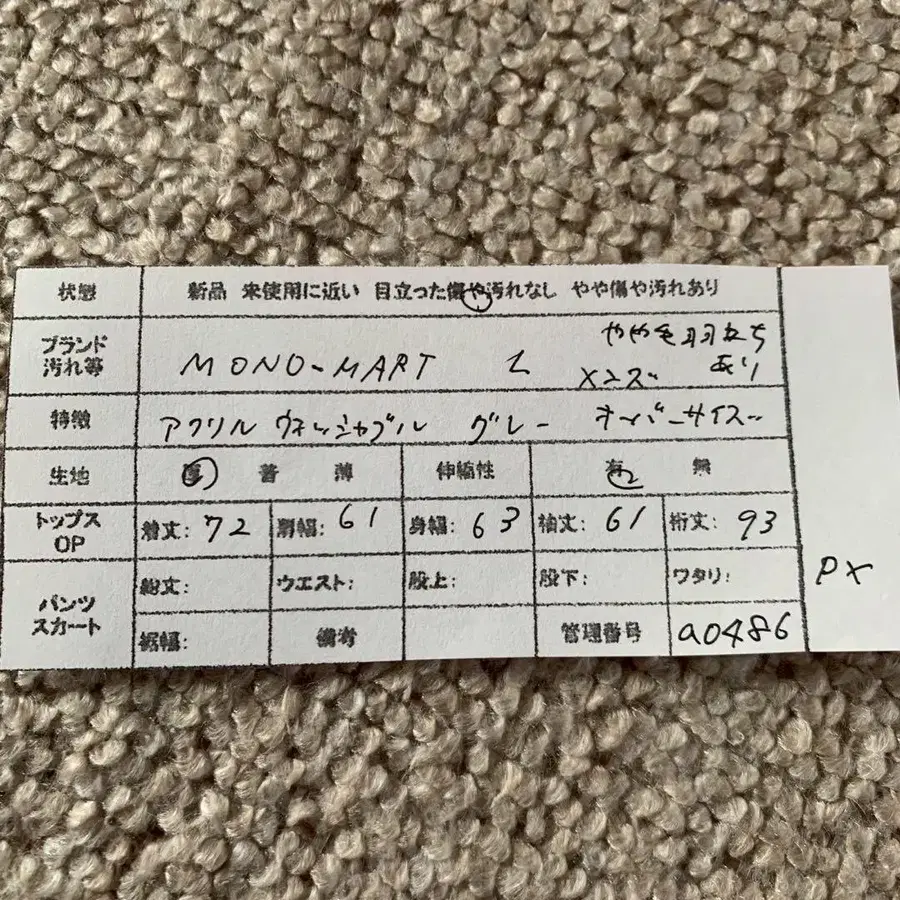 状態 新品 未使用に近い 目立った傷や汚れなし やや傷や汚れあり
ブランド
汚れ等
やや毛羽立ち
あり
MONO-MART L メンズ
特徴 アクリル ウォッシャブル グレー オーバーサイズ
生地 厚 普 薄 伸縮性 有 無
トップス
OP
着丈: 72 肩幅: 61 身幅: 63 袖丈: 61 裄丈: 93
パンツ
スカート
総丈: ウエスト: 股上: 股下: ワタリ:
裾幅: 備考 管理番号 a0486
PX